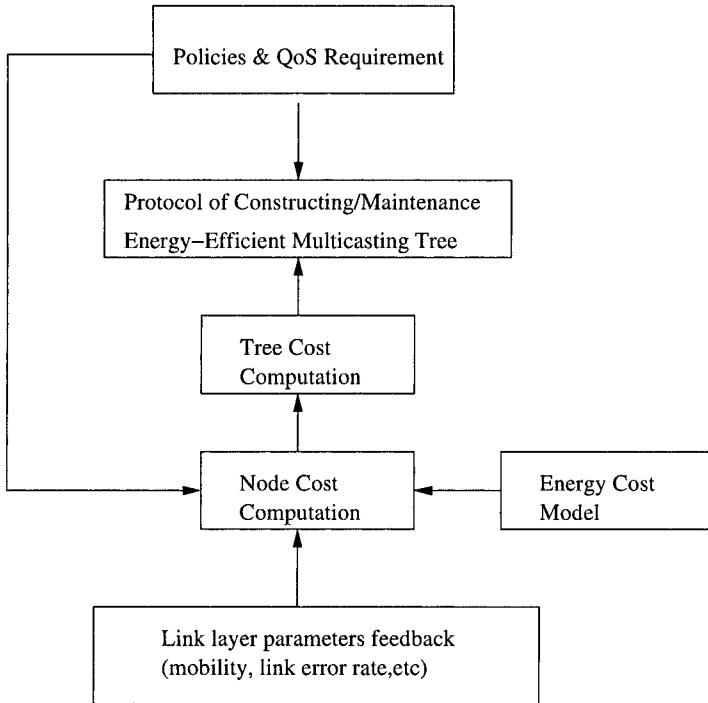 Policies & QoS Requirement
Protocol of Constructing/Maintenance
Energy−Efficient Multicasting Tree
Tree Cost
Computation
Node Cost
Computation
Energy Cost
Model
Link layer parameters feedback
(mobility, link error rate,etc)